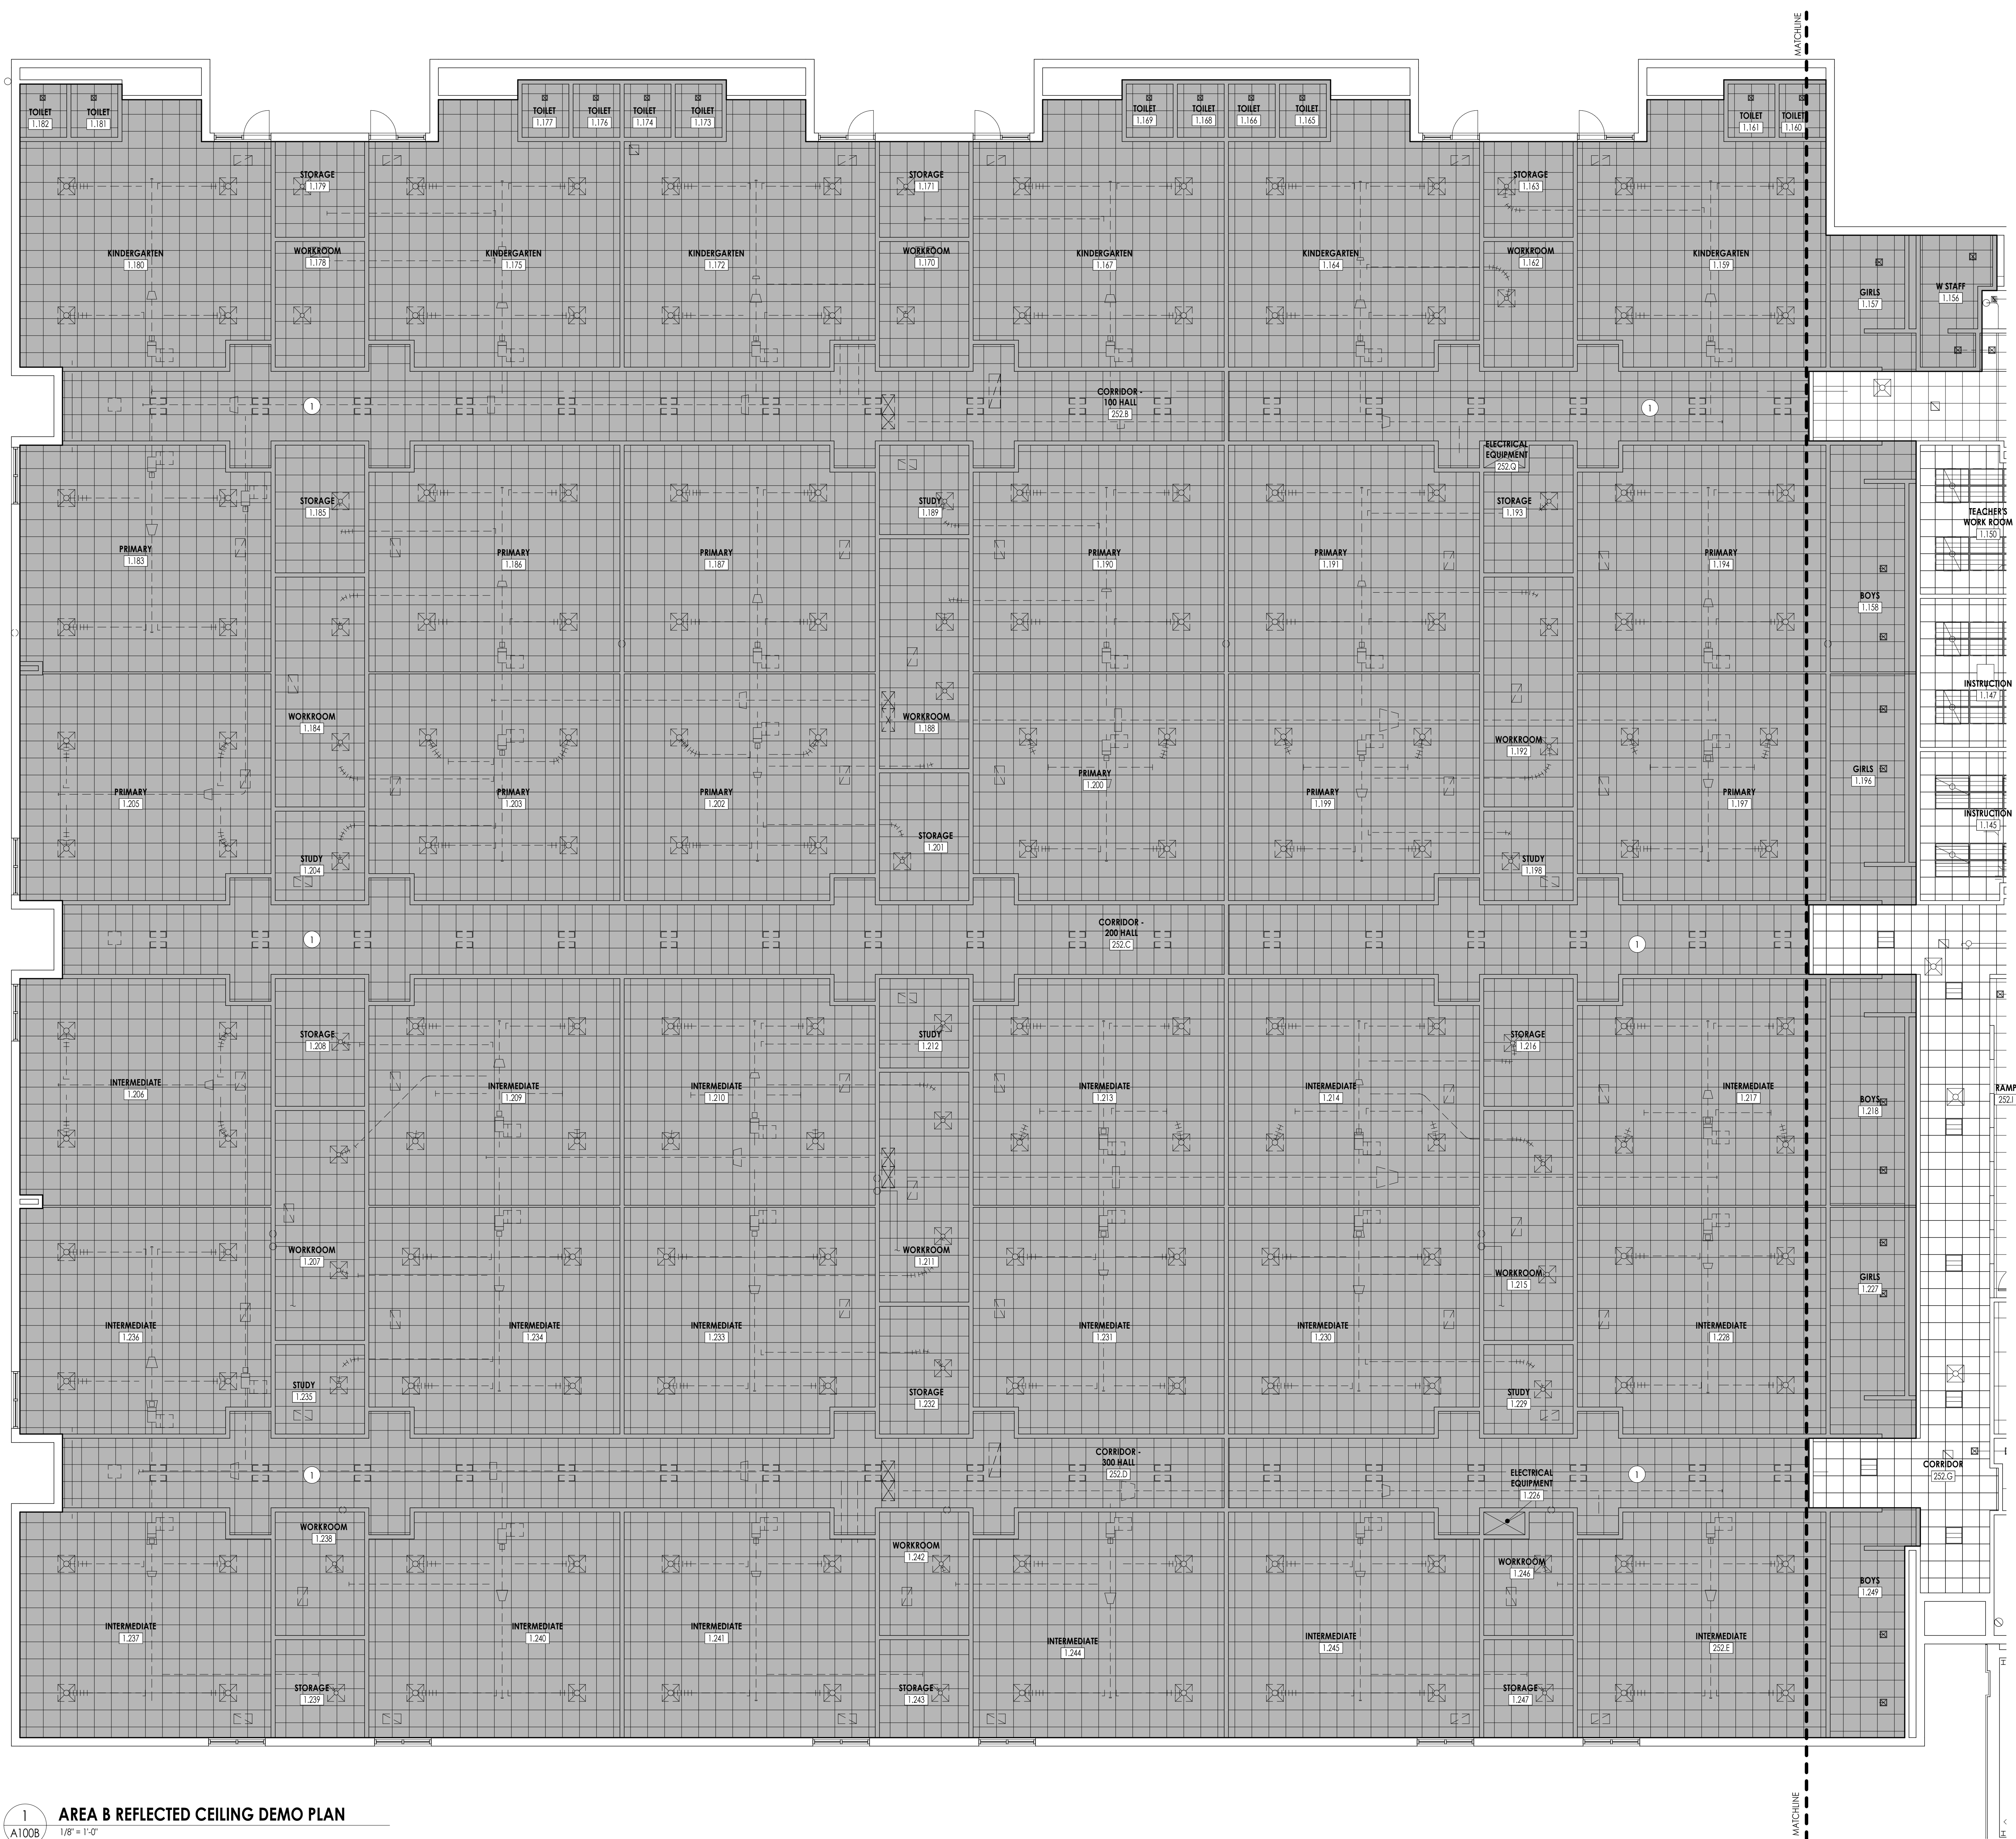 MATCHLINE
TOILET
1.182
TOILET
1.181
TOILET
1.177
TOILET
1.176
TOILET
1.174
TOILET
1.173
TOILET
1.169
TOILET
1.168
TOILET
1.166
TOILET
1.165
TOILET
1.161
TOILET
1.160
STORAGE
1.179
STORAGE
1.171
STORAGE
1.163
KINDERGARTEN
1.180
WORKROOM
1.178
KINDERGARTEN
1.175
KINDERGARTEN
1.172
WORKROOM
1.170
KINDERGARTEN
1.167
KINDERGARTEN
1.164
WORKROOM
1.162
KINDERGARTEN
1.159
GIRLS
1.157
W STAFF
1.156
1
CORRIDOR -
100 HALL
252.B
1
ELECTRICAL
EQUIPMENT
252.Q
STORAGE
1.185
STUDY
1.189
STORAGE
1.193
TEACHER'S
WORK ROOM
1.150
PRIMARY
1.183
PRIMARY
1.186
PRIMARY
1.187
PRIMARY
1.190
PRIMARY
1.191
PRIMARY
1.194
BOYS
1.158
INSTRUCTION
1.147
WORKROOM
1.184
WORKROOM
1.188
WORKROOM
1.192
PRIMARY
1.205
PRIMARY
1.203
PRIMARY
1.202
PRIMARY
1.200
PRIMARY
1.199
PRIMARY
1.197
GIRLS
1.196
INSTRUCTION
1.145
STORAGE
1.201
STUDY
1.204
STUDY
1.198
1
CORRIDOR -
200 HALL
252.C
1
STORAGE
1.208
STUDY
1.212
STORAGE
1.216
INTERMEDIATE
1.206
INTERMEDIATE
1.209
INTERMEDIATE
1.210
INTERMEDIATE
1.213
INTERMEDIATE
1.214
INTERMEDIATE
1.217
BOYS
1.218
RAMP
252.I
WORKROOM
1.207
WORKROOM
1.211
WORKROOM
1.215
GIRLS
1.227
INTERMEDIATE
1.236
INTERMEDIATE
1.234
INTERMEDIATE
1.233
INTERMEDIATE
1.231
INTERMEDIATE
1.230
INTERMEDIATE
1.228
STUDY
1.235
STORAGE
1.232
STUDY
1.229
1
CORRIDOR -
300 HALL
252.D
ELECTRICAL
EQUIPMENT
1.226
1
CORRIDOR
252.G
WORKROOM
1.238
WORKROOM
1.242
WORKROOM
1.246
BOYS
1.249
INTERMEDIATE
1.237
INTERMEDIATE
1.240
INTERMEDIATE
1.241
INTERMEDIATE
1.244
INTERMEDIATE
1.245
INTERMEDIATE
252.E
STORAGE
1.239
STORAGE
1.243
STORAGE
1.247
MATCHLINE
1
A100B
AREA B REFLECTED CEILING DEMO PLAN
1/8" = 1'-0"